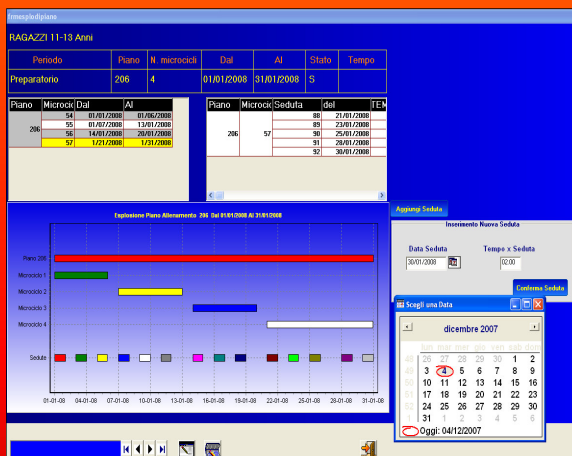 frmesplodipiano
RAGAZZI 11-13 Anni
Periodo Piano N. microcicli Dal Al Stato Tempo
Preparatorio 206 4 01/01/2008 31/01/2008 S
Piano Microcic Dal Al
54 01/01/2008 01/06/2008
55 01/07/2008 13/01/2008
206
56 14/01/2008 20/01/2008
57 1/21/2008 1/31/2008
Piano Microcic Seduta del TEM
88 21/01/2008
89 23/01/2008
206 57 90 25/01/2008
91 28/01/2008
92 30/01/2008
Esplosione Piano Allenamento 206 Dal 01/01/2008 Al 31/01/2008
Piano 206
Microciclo 1
Microciclo 2
Microciclo 3
Microciclo 4
Sedute
01-01-08 04-01-08 07-01-08 10-01-08 13-01-08 16-01-08 19-01-08 22-01-08 25-01-08 28-01-08 31-01-08
Aggiungi Seduta
Inserimento Nuova Seduta
Data Seduta Tempo x Seduta
30/01/2008 02:00
Conferma Seduta
Scegli una Data
dicembre 2007
lun mar mer gio ven sab dom
48 26 27 28 29 30 1 2
49 3 4 5 6 7 8 9
50 10 11 12 13 14 15 16
51 17 18 19 20 21 22 23
52 24 25 26 27 28 29 30
1 31 1 2 3 4 5 6
Oggi: 04/12/2007